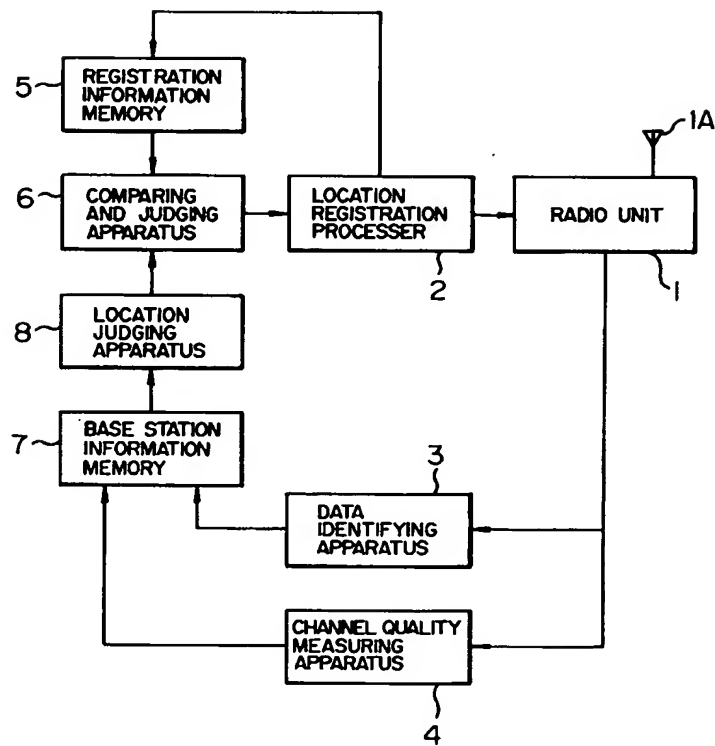 5
REGISTRATION
INFORMATION
MEMORY
1A
6
COMPARING
AND JUDGING
APPARATUS
LOCATION
REGISTRATION
PROCESSER
2
RADIO UNIT
1
8
LOCATION
JUDGING
APPARATUS
7
BASE STATION
INFORMATION
MEMORY
3
DATA
IDENTIFYING
APPARATUS
CHANNEL QUALITY
MEASURING
APPARATUS
4